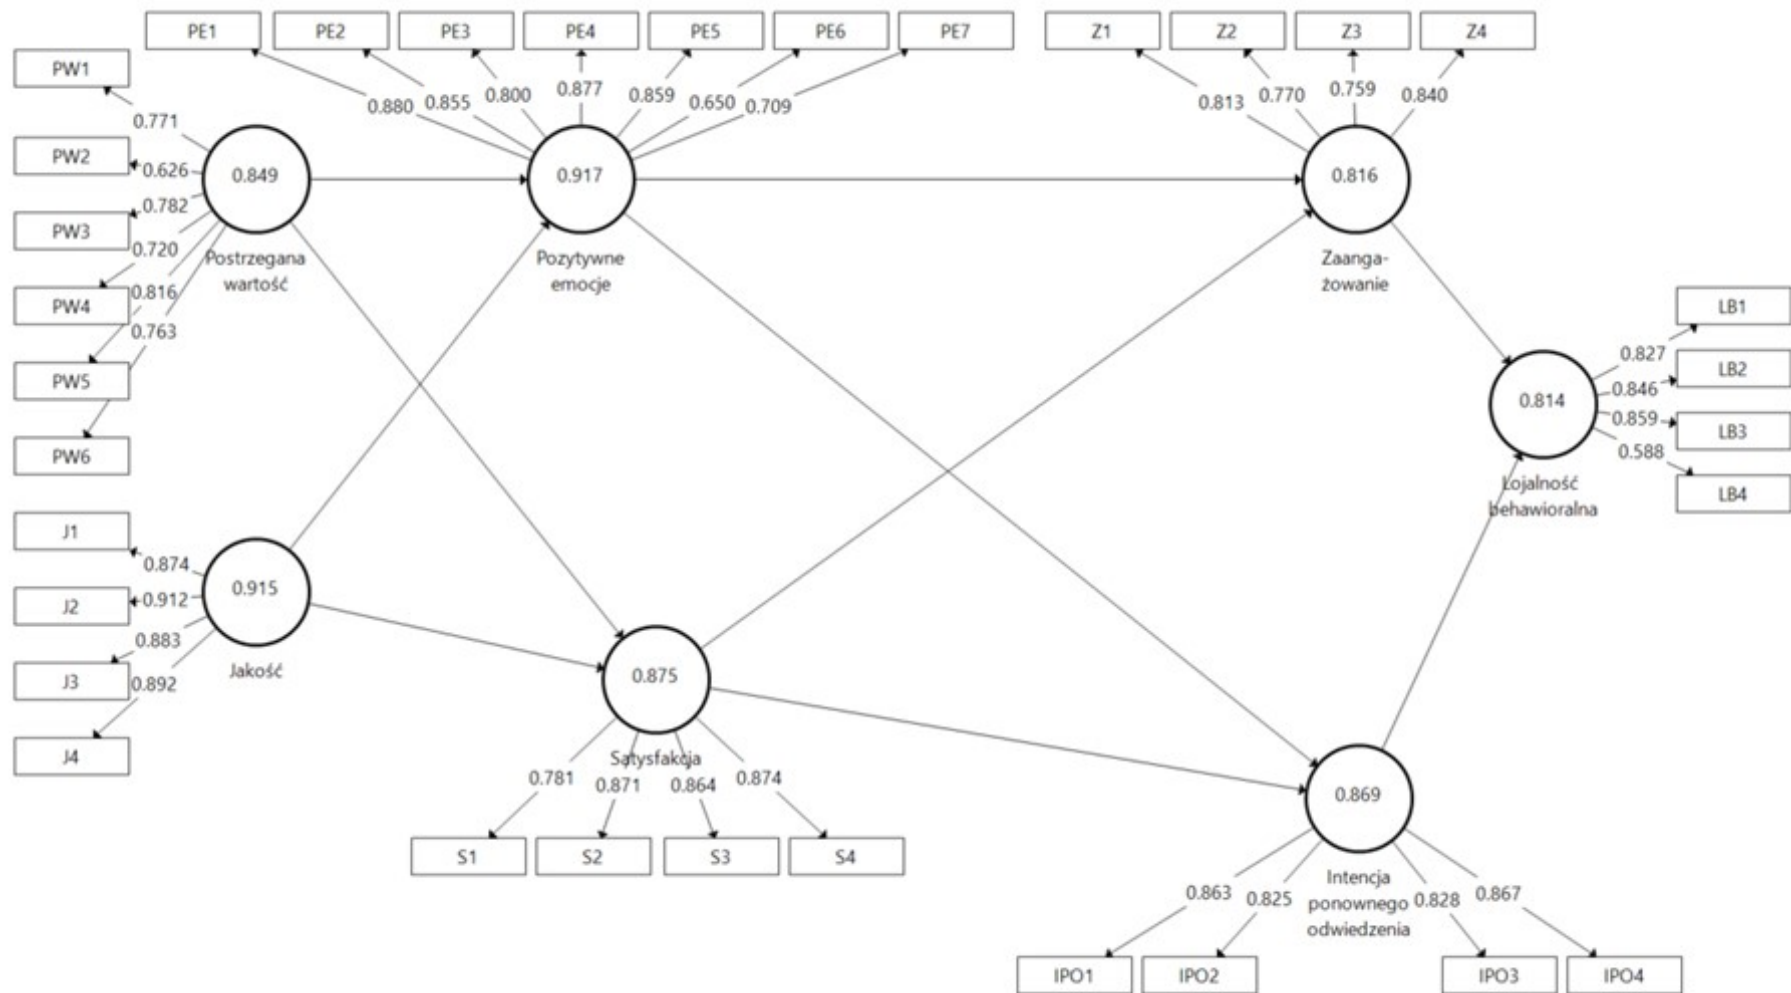 PE1
PE2
PE3
PE4
PE5
PE6
PE7
Z1
Z2
Z3
Z4
PW1
0.880
0.855
0.800
0.877
0.859
0.650
0.709
0.813
0.770
0.759
0.840
0.771
PW2
0.626
0.849
0.917
0.816
0.782
PW3
0.720
Postrzegana
wartość
Pozytywne
emocje
Zaanga-
żowanie
0.816
PW4
0.763
PW5
PW6
LB1
0.827
LB2
0.846
0.814
0.859
LB3
0.588
LB4
Lojalność
behawioralna
J1
0.874
J2
0.912
0.915
0.883
J3
0.892
Jakość
J4
0.875
Satysfakcja
0.781
0.871
0.864
0.874
S1
S2
S3
S4
0.869
Intencja
ponownego
odwiedzenia
0.863
0.825
0.828
0.867
IPO1
IPO2
IPO3
IPO4